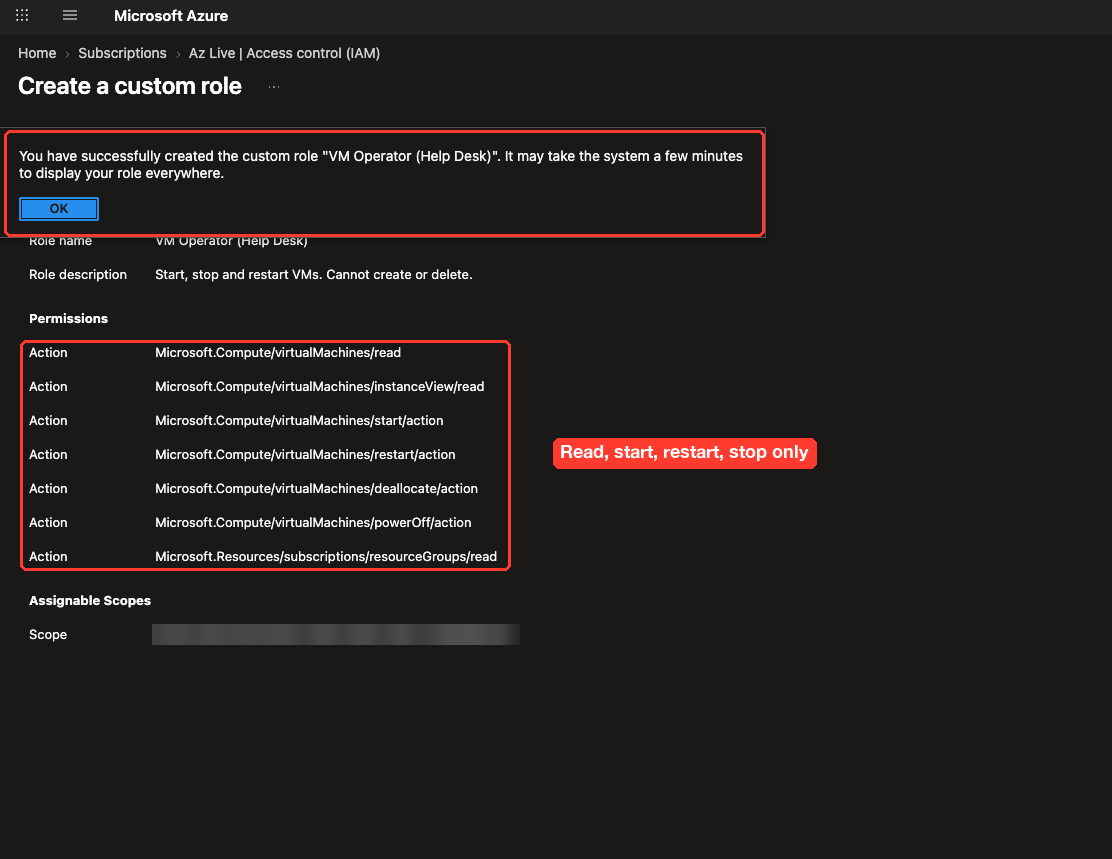 Microsoft Azure
Home > Subscriptions > Az Live | Access control (IAM)
Create a custom role ...
You have successfully created the custom role "VM Operator (Help Desk)". It may take the system a few minutes
to display your role everywhere.
OK
Role name VM Operator (Help Desk)
Role description Start, stop and restart VMs. Cannot create or delete.
Permissions
Action Microsoft.Compute/virtualMachines/read
Action Microsoft.Compute/virtualMachines/instanceView/read
Action Microsoft.Compute/virtualMachines/start/action
Action Microsoft.Compute/virtualMachines/restart/action
Action Microsoft.Compute/virtualMachines/deallocate/action
Action Microsoft.Compute/virtualMachines/powerOff/action
Action Microsoft.Resources/subscriptions/resourceGroups/read
Read, start, restart, stop only
Assignable Scopes
Scope